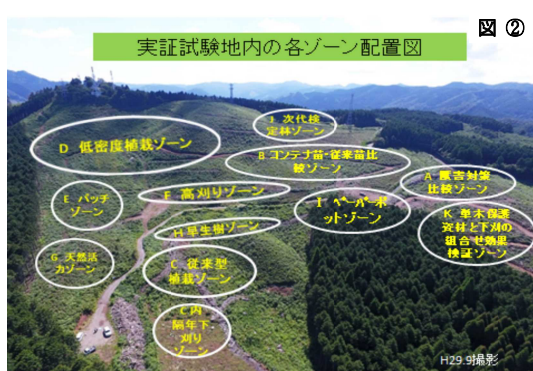 図 ②
実証試験地内の各ゾーン配置図
J 次代検
定林ゾーン
D 低密度植栽ゾーン
B コンテナ苗・従来苗比
較ゾーン
A 獣害対策
比較ゾーン
E パッチ
ゾーン
F 高刈りゾーン
I ペーパーポ
ットゾーン
K 単木保護
資材と下刈の
組合せ効果
検証ゾーン
H 早生樹ゾーン
G 天然活
力ゾーン
C 従来型
植栽ゾーン
C内
隔年下
刈り
ゾーン
H29.9撮影